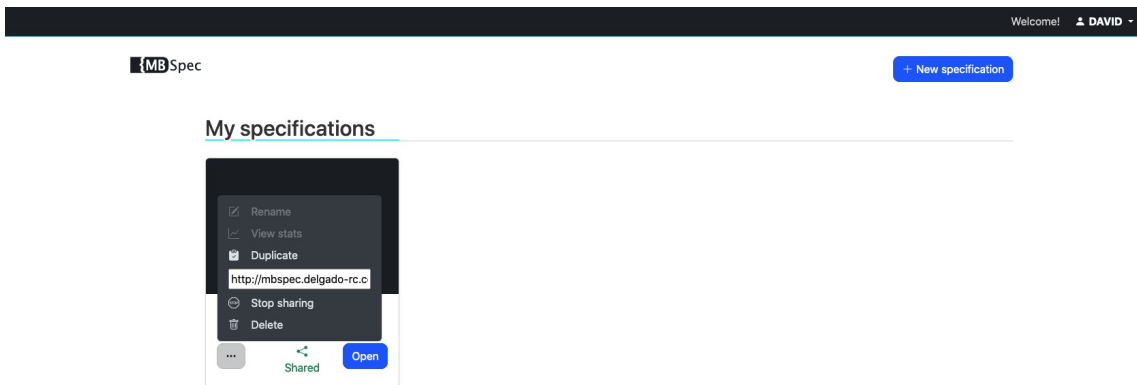 Welcome! DAVID
{MB}Spec
+ New specification
My specifications
Rename
View stats
Duplicate
http://mbspec.delgado-rc.c
STOP Stop sharing
Delete
...
Shared
Open